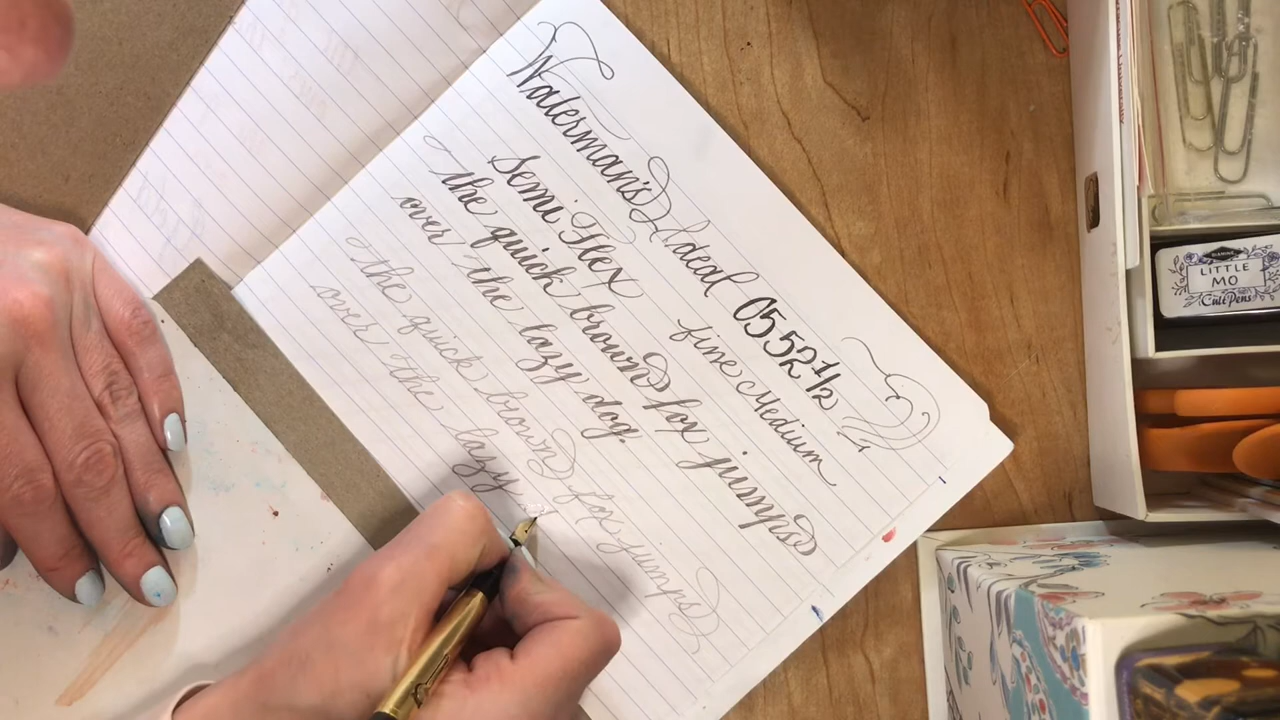 Waterman's Ideal 0552½
Semi Flex fine Medium
the quick brown fox jumps
over the lazy dog.
the quick brown fox jumps
over the lazy
LITTLE
MO
CultPens